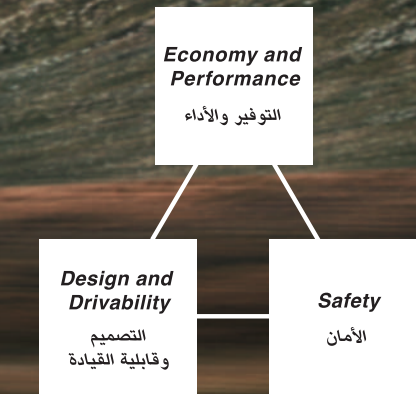 Economy and
Performance
التوفير والأداء
Design and
Drivability
التصميم
وقابلية القيادة
Safety
الأمان